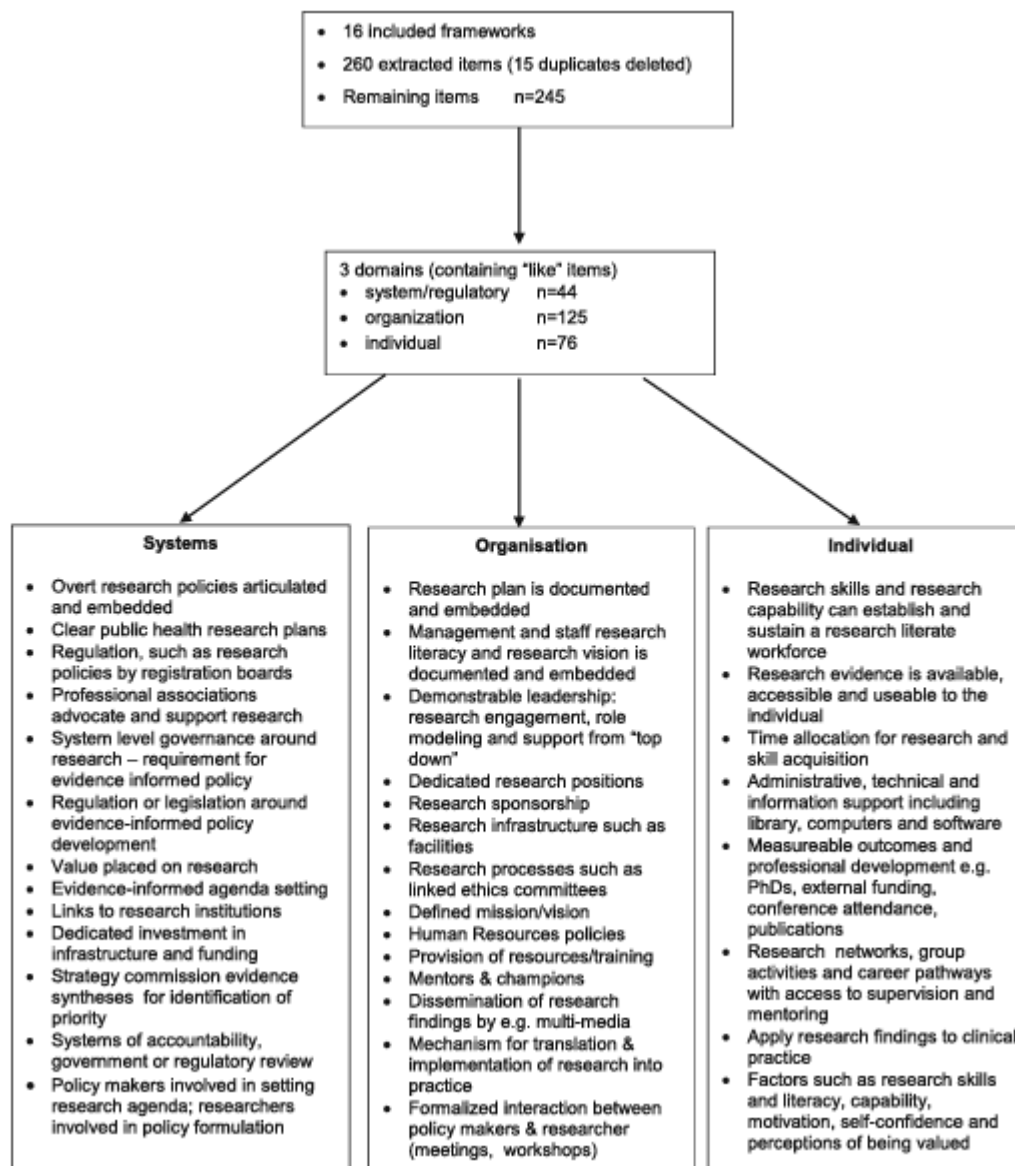 • 16 included frameworks
• 260 extracted items (15 duplicates deleted)
• Remaining items n=245
3 domains (containing "like" items)
• system/regulatory n=44
• organization n=125
• individual n=76
Systems
• Overt research policies articulated
and embedded
• Clear public health research plans
• Regulation, such as research
policies by registration boards
• Professional associations
advocate and support research
• System level governance around
research – requirement for
evidence informed policy
• Regulation or legislation around
evidence-informed policy
development
• Value placed on research
• Evidence-informed agenda setting
• Links to research institutions
• Dedicated investment in
infrastructure and funding
• Strategy commission evidence
syntheses for identification of
priority
• Systems of accountability,
government or regulatory review
• Policy makers involved in setting
research agenda; researchers
involved in policy formulation
Organisation
• Research plan is documented
and embedded
• Management and staff research
literacy and research vision is
documented and embedded
• Demonstrable leadership:
research engagement, role
modeling and support from "top
down"
• Dedicated research positions
• Research sponsorship
• Research infrastructure such as
facilities
• Research processes such as
linked ethics committees
• Defined mission/vision
• Human Resources policies
• Provision of resources/training
• Mentors & champions
• Dissemination of research
findings by e.g. multi-media
• Mechanism for translation &
implementation of research into
practice
• Formalized interaction between
policy makers & researcher
(meetings, workshops)
Individual
• Research skills and research
capability can establish and
sustain a research literate
workforce
• Research evidence is available,
accessible and useable to the
individual
• Time allocation for research and
skill acquisition
• Administrative, technical and
information support including
library, computers and software
• Measureable outcomes and
professional development e.g.
PhDs, external funding,
conference attendance,
publications
• Research networks, group
activities and career pathways
with access to supervision and
mentoring
• Apply research findings to clinical
practice
• Factors such as research skills
and literacy, capability,
motivation, self-confidence and
perceptions of being valued